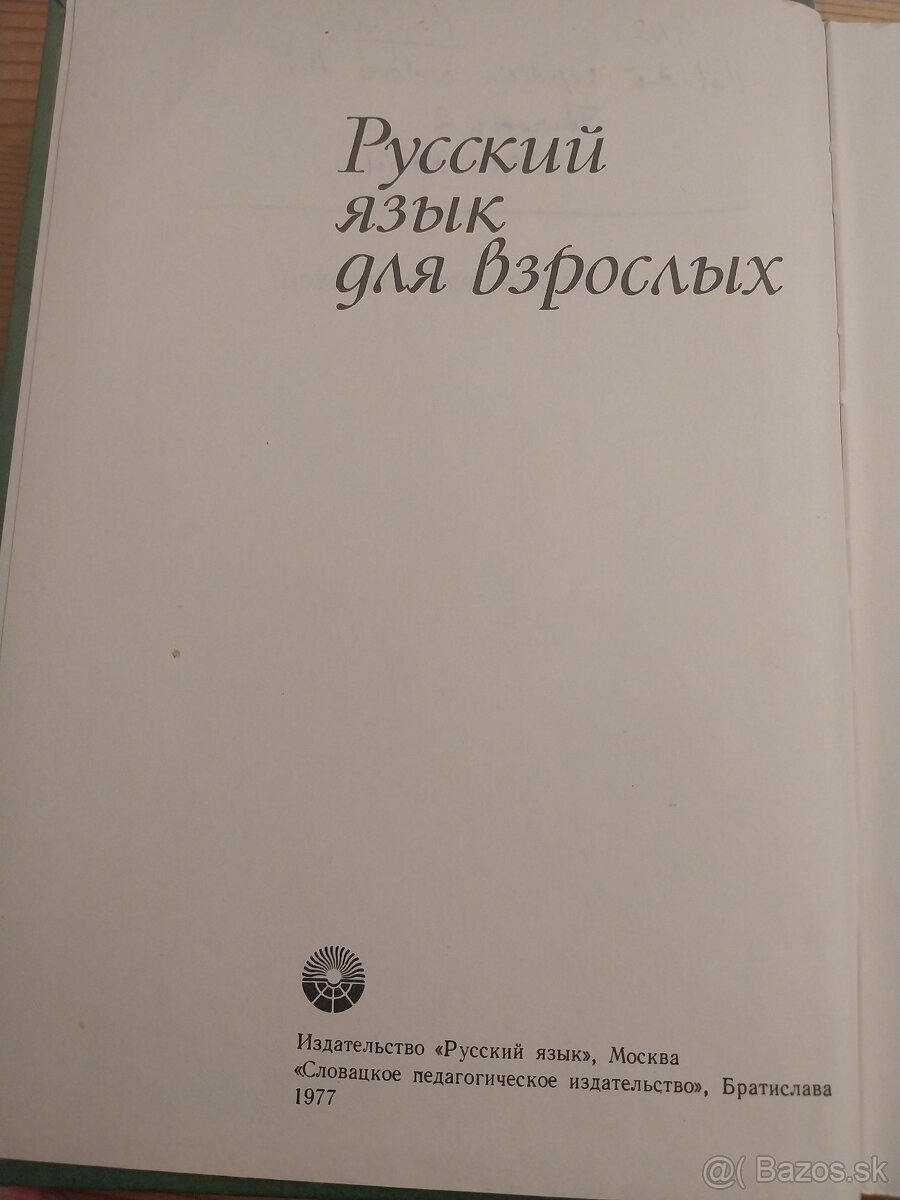 Русский
язык
для взрослых
Издательство «Русский язык», Москва
«Словацкое педагогическое издательство», Братислава
1977
@( Bazos.sk